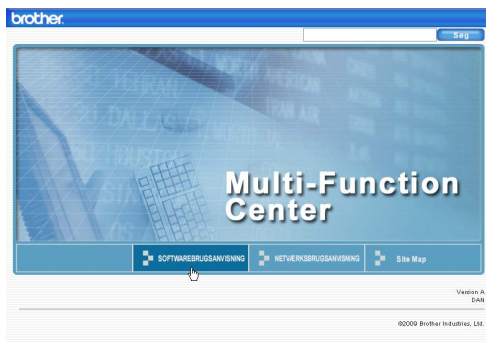 brother.
Søg
Multi-Function
Center
SOFTWAREBRUGSANVISNING NETVÆRKSBRUGSANVISNING Site Map
Version A
DAN
©2009 Brother Industries, Ltd.